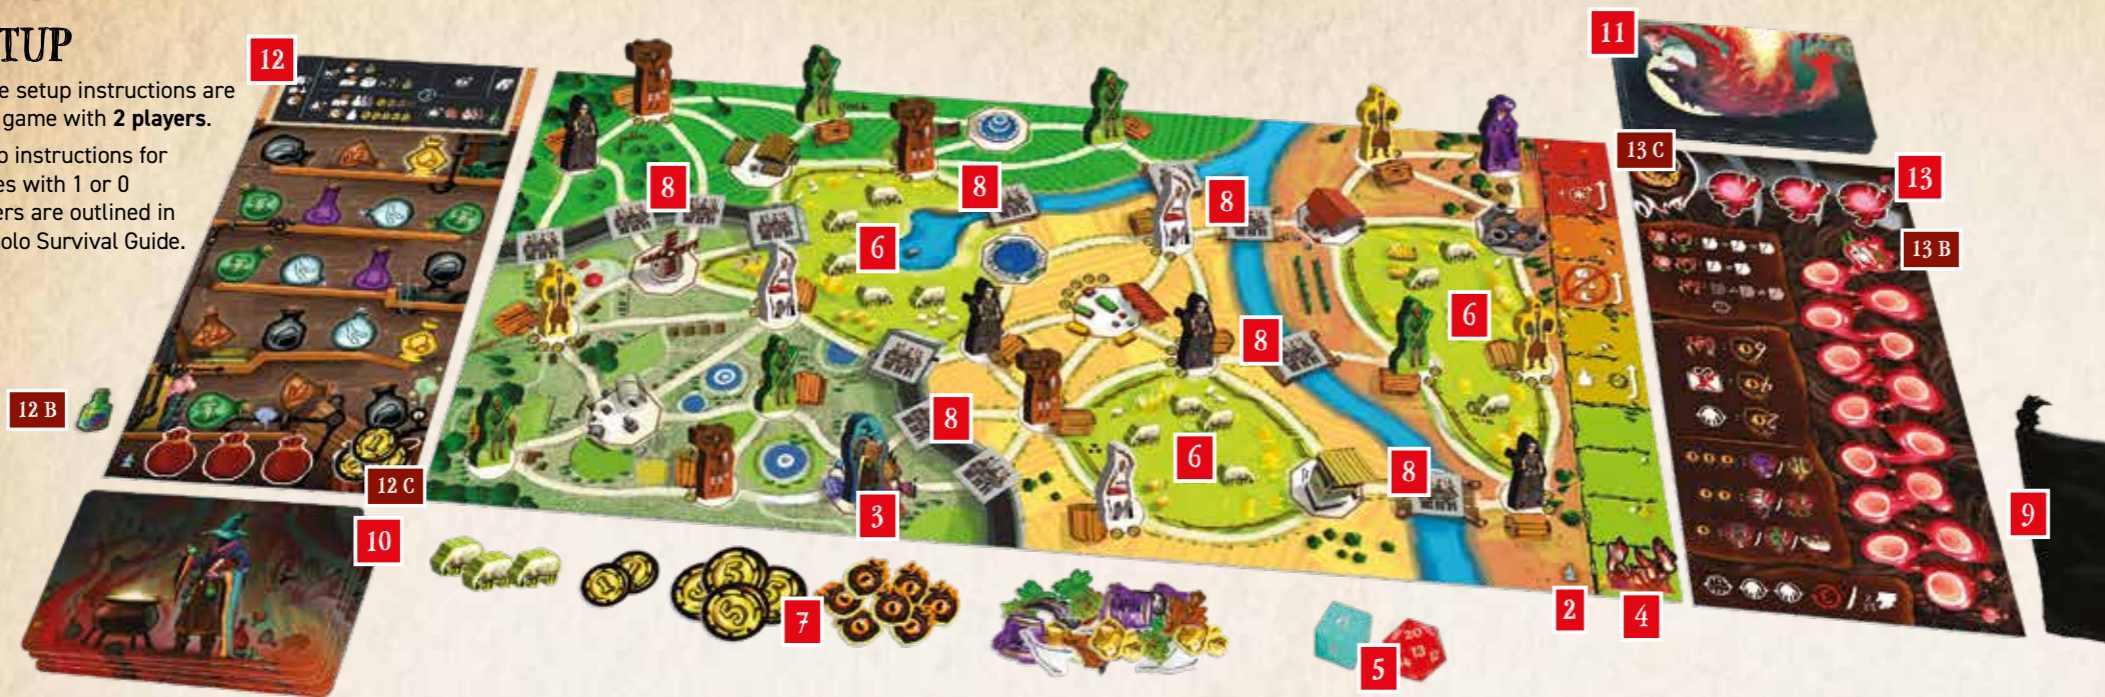 TUP
e setup instructions are
game with 2 players.
o instructions for
es with 1 or 0
ers are outlined in
olo Survival Guide.
12
11
13 C
13
13 B
8
8
8
6
6
8
12 B
8
6
8
12 C
3
10
9
7
2
4
5
20
13